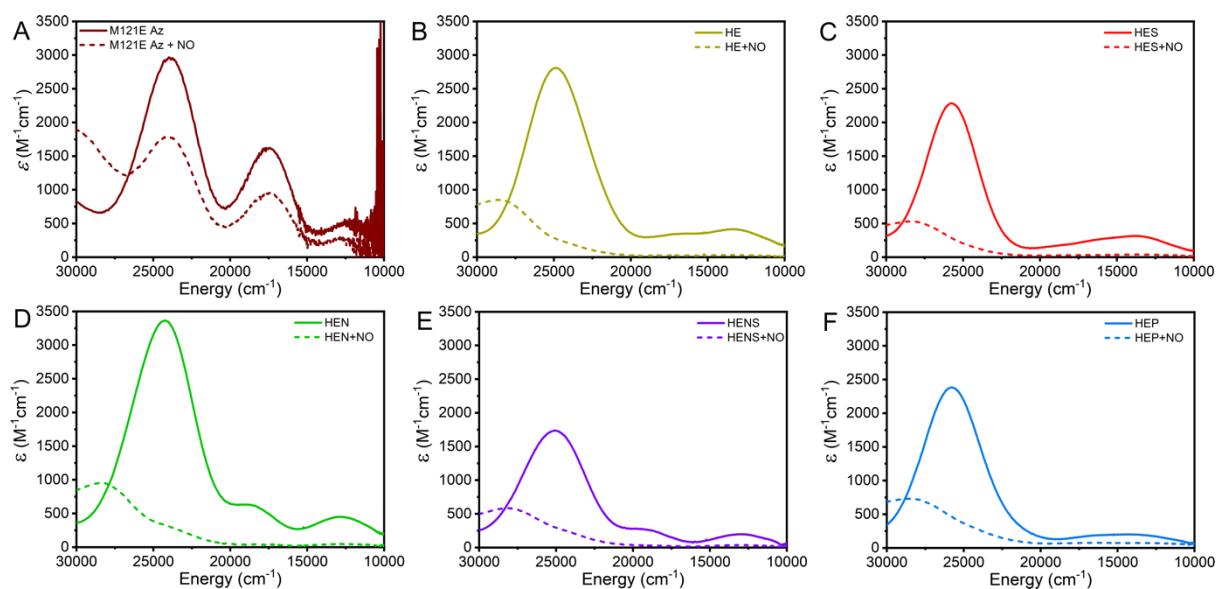 A
M121E Az
M121E Az + NO
3500
3000
2500
2000
1500
1000
500
0
ε (M⁻¹cm⁻¹)
30000 25000 20000 15000 10000
Energy (cm⁻¹)
B
HE
HE+NO
3500
3000
2500
2000
1500
1000
500
0
ε (M⁻¹cm⁻¹)
30000 25000 20000 15000 10000
Energy (cm⁻¹)
C
HES
HES+NO
3500
3000
2500
2000
1500
1000
500
0
ε (M⁻¹cm⁻¹)
30000 25000 20000 15000 10000
Energy (cm⁻¹)
D
HEN
HEN+NO
3500
3000
2500
2000
1500
1000
500
0
ε (M⁻¹cm⁻¹)
30000 25000 20000 15000 10000
Energy (cm⁻¹)
E
HENS
HENS+NO
3500
3000
2500
2000
1500
1000
500
0
ε (M⁻¹cm⁻¹)
30000 25000 20000 15000 10000
Energy (cm⁻¹)
F
HEP
HEP+NO
3500
3000
2500
2000
1500
1000
500
0
ε (M⁻¹cm⁻¹)
30000 25000 20000 15000 10000
Energy (cm⁻¹)